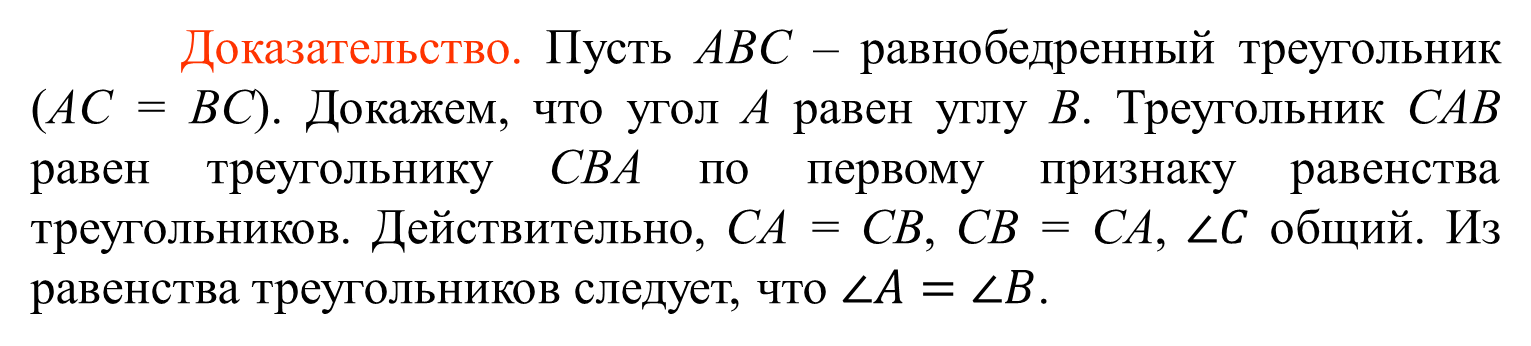 Доказательство. Пусть ABC – равнобедренный треугольник
(AC = BC). Докажем, что угол A равен углу B. Треугольник CAB
равен треугольнику CBA по первому признаку равенства
треугольников. Действительно, CA = CB, CB = CA, ∠C общий. Из
равенства треугольников следует, что ∠A = ∠B.